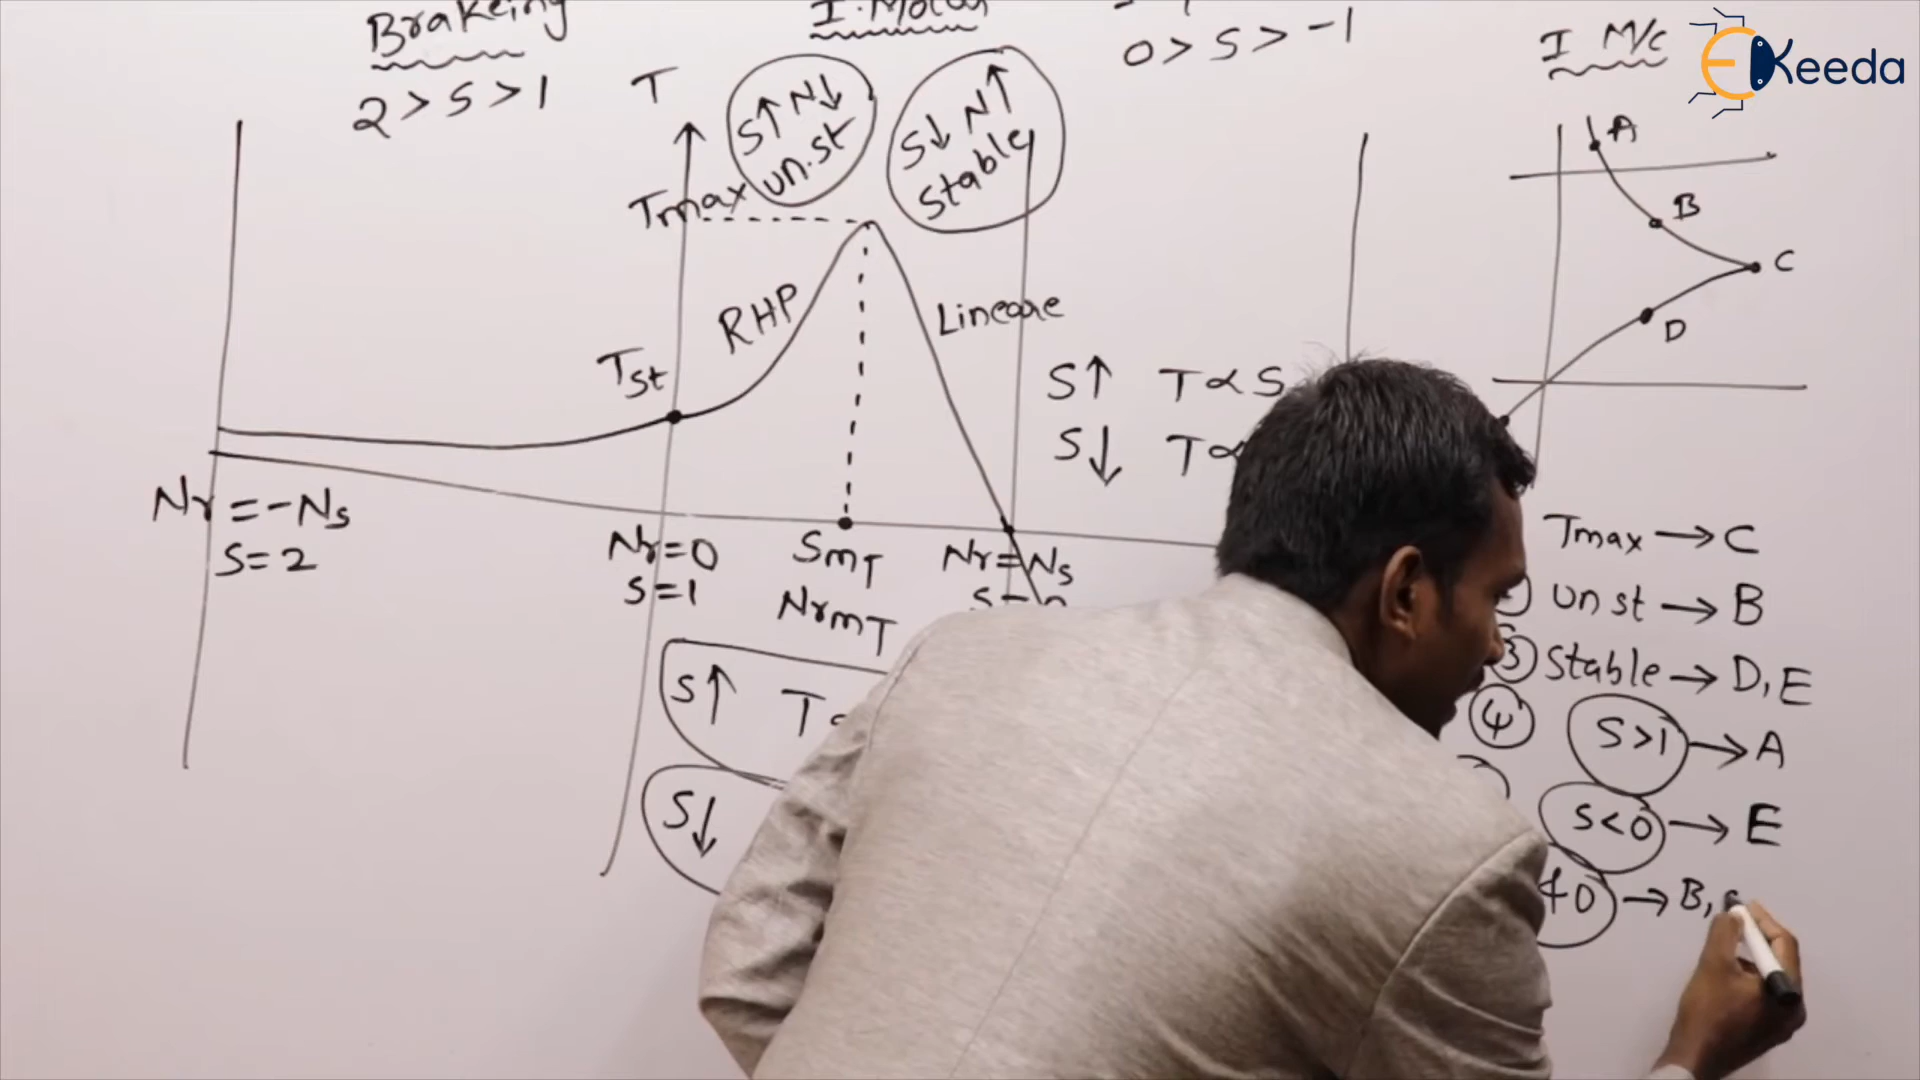 Brakeing
I. Motor
2 > S > 1
0 > S > -1
I M/C
EKeeda
T
S↑ N↓
un.st
S↓ N↑
Stable
Tmax
RHP
Lineare
Tst
S↑ T∝S
S↓ T∝
Nr = -Ns
S = 2
Nr = 0
S = 1
SmT
NrmT
Nr = Ns
S↑ T
S↓
A
B
C
D
Tmax → C
un st → B
③ Stable → D, E
④ S>1 → A
S<0 → E
→ B,